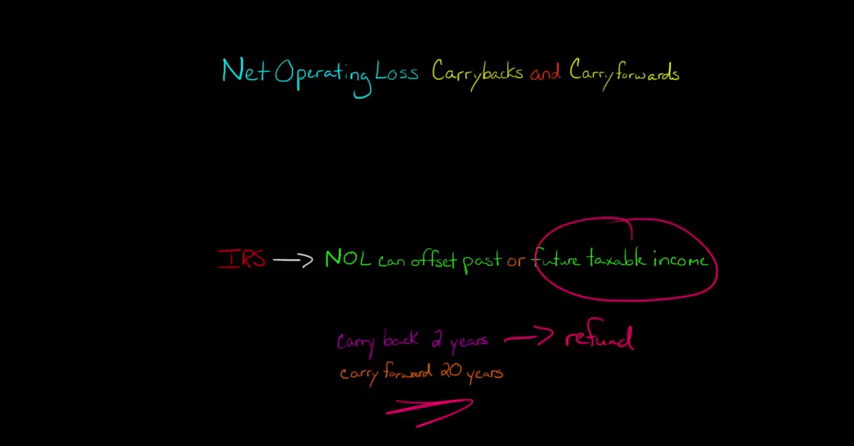 Net Operating Loss Carrybacks and Carryforwards
IRS → NOL can offset past or future taxable income
carry back 2 years → refund
carry forward 20 years